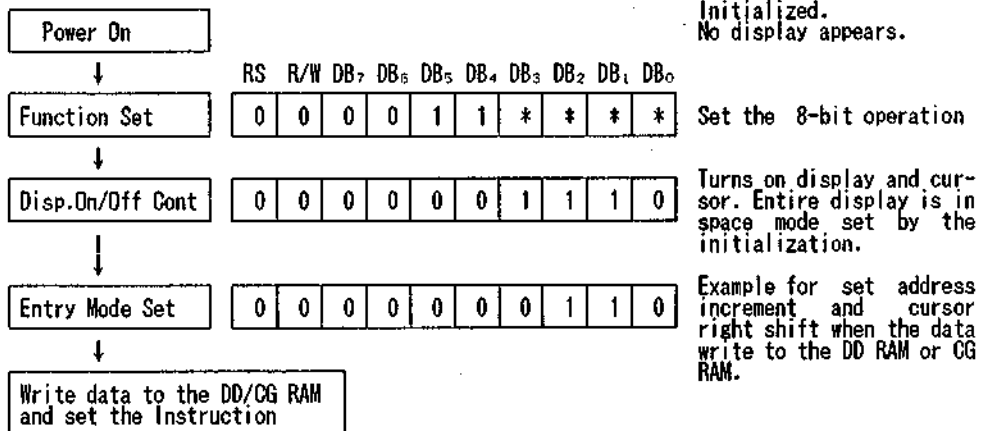 Initialized.
Power On
No display appears.
RS R/W DB₇ DB₆ DB₅ DB₄ DB₃ DB₂ DB₁ DB₀
Function Set 0 0 0 0 1 1 * * * * Set the 8-bit operation
Disp.On/Off Cont 0 0 0 0 0 0 1 1 1 0
Turns on display and cur-
sor. Entire display is in
space mode set by the
initialization.
Entry Mode Set 0 0 0 0 0 0 0 1 1 0
Example for set address
increment and cursor
right shift when the data
write to the DD RAM or CG
RAM.
Write data to the DD/CG RAM
and set the Instruction